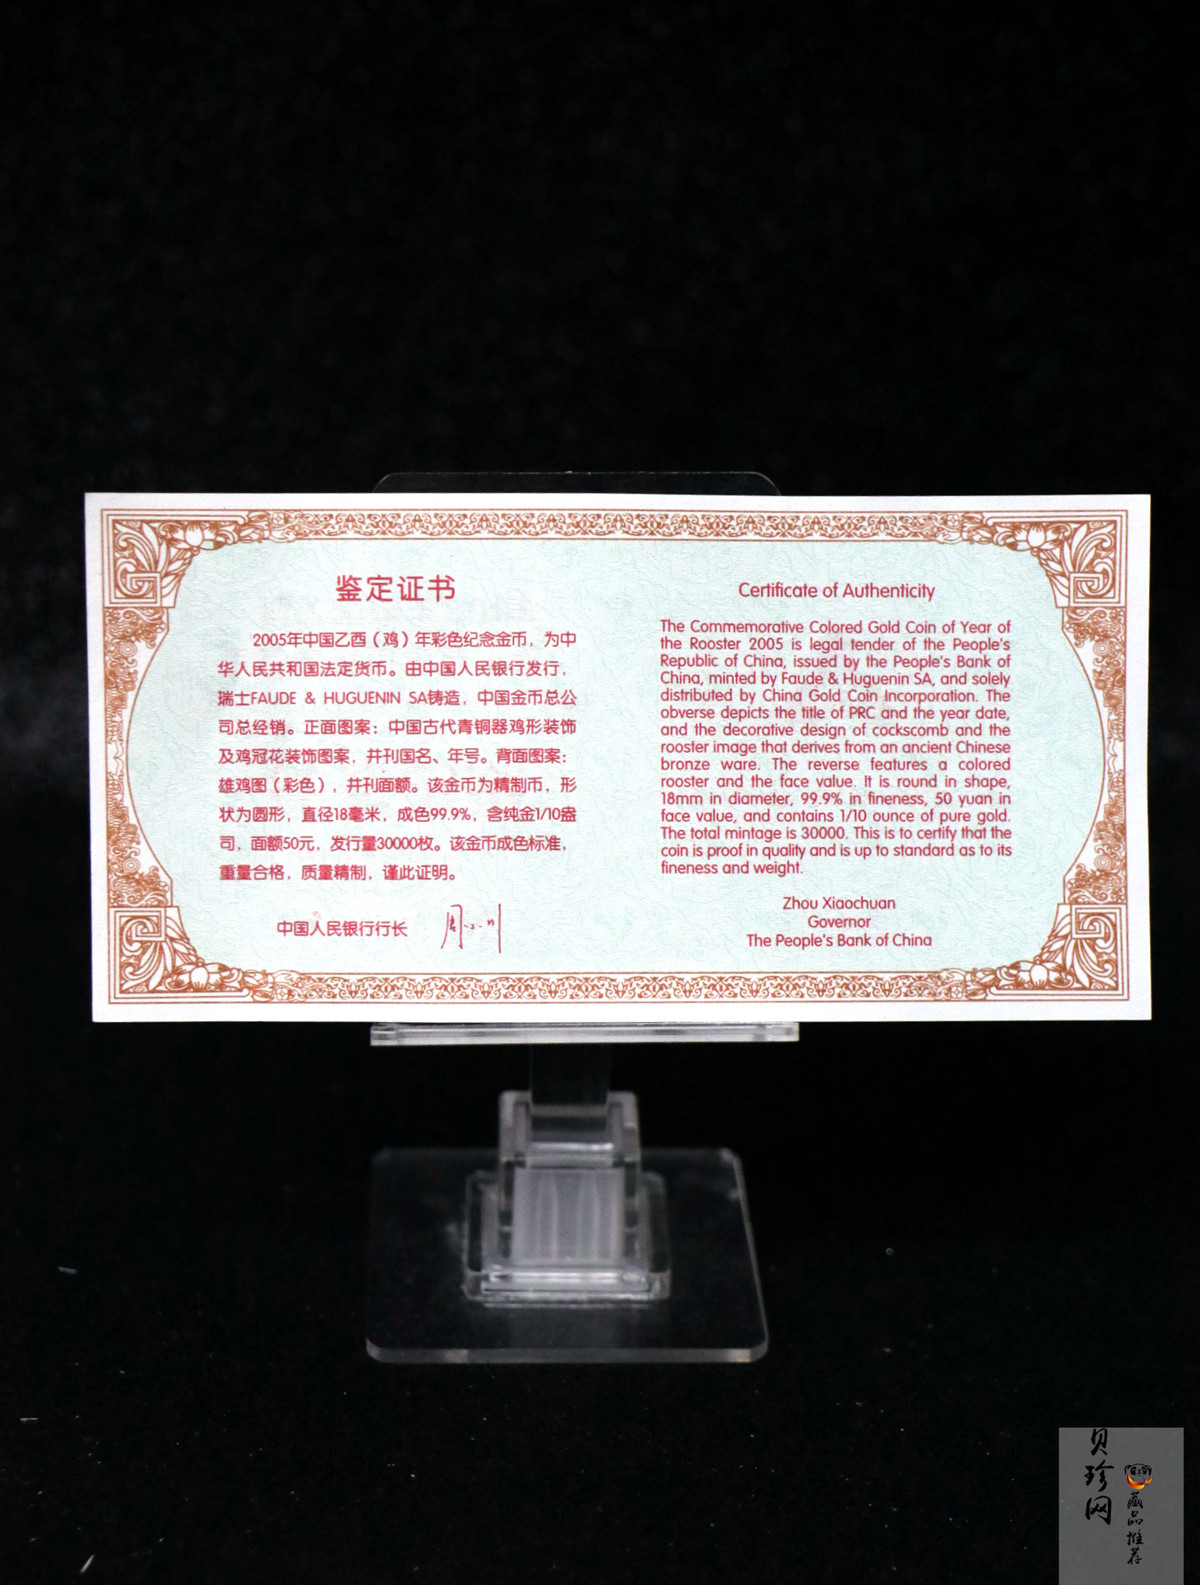 鉴定证书
2005年中国乙酉（鸡）年彩色纪念金币，为中
华人民共和国法定货币。由中国人民银行发行，
瑞士FAUDE & HUGUENIN SA铸造，中国金币总公
司总经销。正面图案：中国古代青铜器鸡形装饰
及鸡冠花装饰图案，并刊国名、年号。背面图案：
雄鸡图（彩色），并刊面额。该金币为精制币，形
状为圆形，直径18毫米，成色99.9%，含纯金1/10盎
司，面额50元，发行量30000枚。该金币成色标准，
重量合格，质量精制，谨此证明。
中国人民银行行长
Certificate of Authenticity
The Commemorative Colored Gold Coin of Year of
the Rooster 2005 is legal tender of the People's
Republic of China, issued by the People's Bank of
China, minted by Faude & Huguenin SA, and solely
distributed by China Gold Coin Incorporation. The
obverse depicts the title of PRC and the year date,
and the decorative design of cockscomb and the
rooster image that derives from an ancient Chinese
bronze ware. The reverse features a colored
rooster and the face value. It is round in shape,
18mm in diameter, 99.9% in fineness, 50 yuan in
face value, and contains 1/10 ounce of pure gold.
The total mintage is 30000. This is to certify that the
coin is proof in quality and is up to standard as to its
fineness and weight.
Zhou Xiaochuan
Governor
The People's Bank of China
贝珍网
藏品推荐